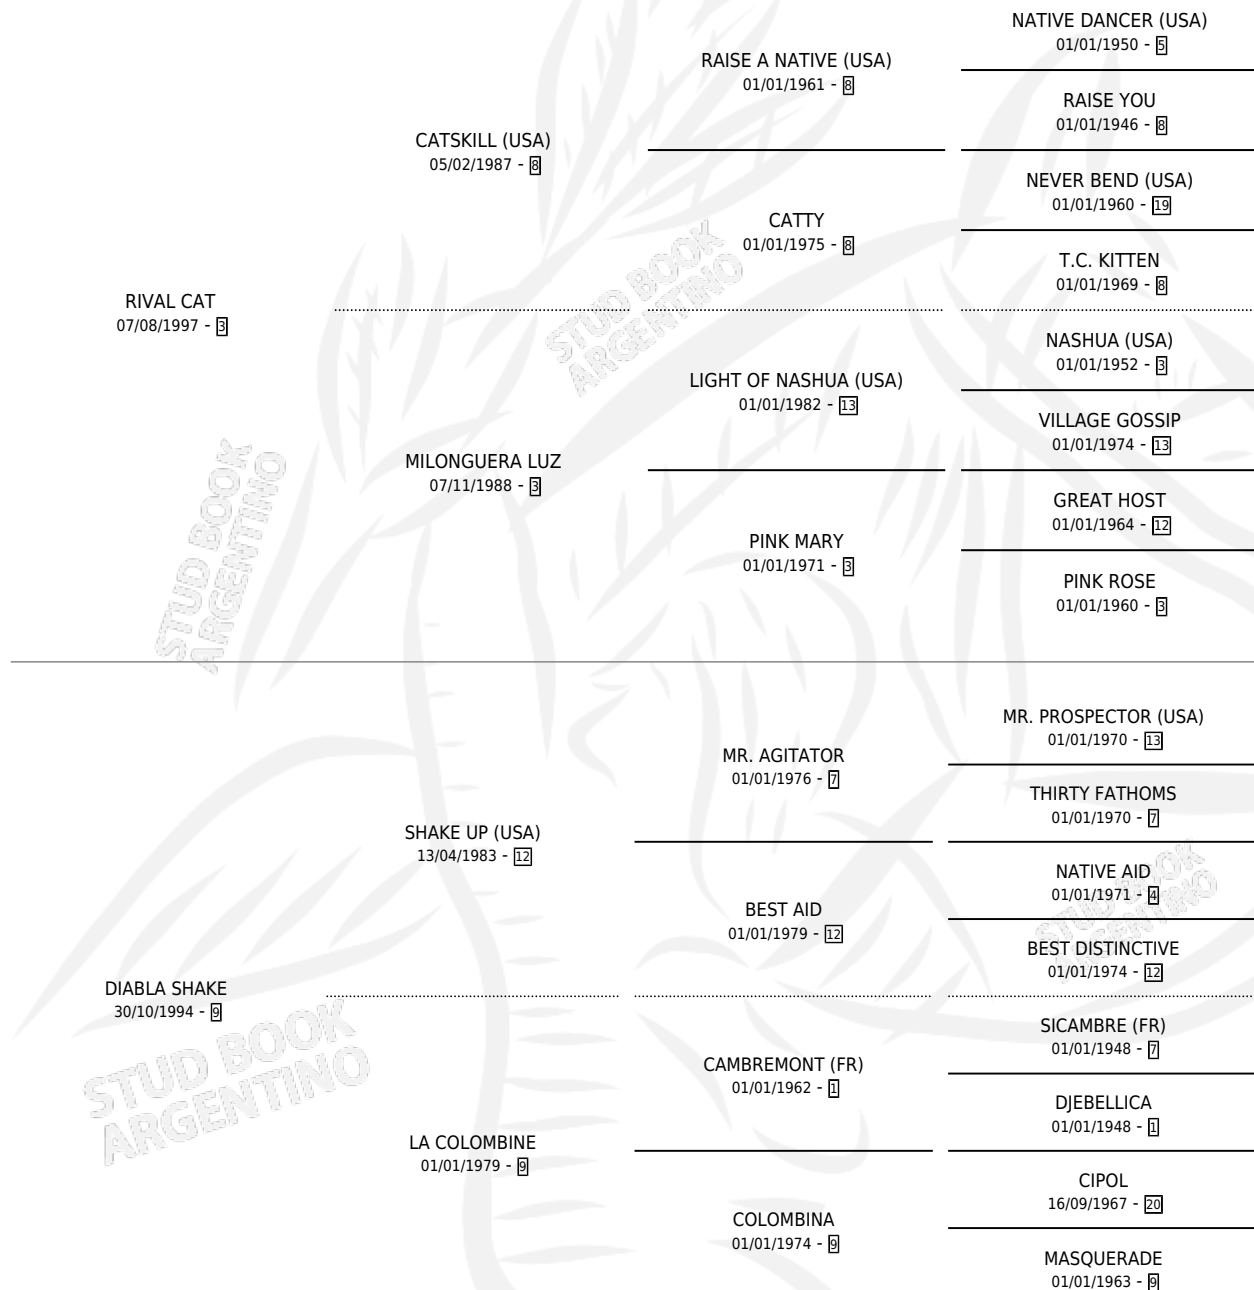 NATIVE DANCER (USA)
01/01/1950 - 5
RAISE A NATIVE (USA)
01/01/1961 - 8
RAISE YOU
01/01/1946 - 8
CATSKILL (USA)
05/02/1987 - 8
NEVER BEND (USA)
01/01/1960 - 19
CATTY
01/01/1975 - 8
T.C. KITTEN
01/01/1969 - 8
RIVAL CAT
07/08/1997 - 3
NASHUA (USA)
01/01/1952 - 3
LIGHT OF NASHUA (USA)
01/01/1982 - 13
VILLAGE GOSSIP
01/01/1974 - 13
MILONGUERA LUZ
07/11/1988 - 3
GREAT HOST
01/01/1964 - 12
PINK MARY
01/01/1971 - 3
PINK ROSE
01/01/1960 - 3
MR. PROSPECTOR (USA)
01/01/1970 - 13
MR. AGITATOR
01/01/1976 - 7
THIRTY FATHOMS
01/01/1970 - 7
SHAKE UP (USA)
13/04/1983 - 12
NATIVE AID
01/01/1971 - 4
BEST AID
01/01/1979 - 12
BEST DISTINCTIVE
01/01/1974 - 12
DIABLA SHAKE
30/10/1994 - 9
SICAMBRE (FR)
01/01/1948 - 7
CAMBREMONT (FR)
01/01/1962 - 1
DJEBELLICA
01/01/1948 - 1
LA COLOMBINE
01/01/1979 - 9
CIPOL
16/09/1967 - 20
COLOMBINA
01/01/1974 - 9
MASQUERADE
01/01/1963 - 9
STUD BOOK
ARGENTINO
STUD BOOK
ARGENTINO
STUD BOOK
ARGENTINO
STUD BOOK
ARGENTINO